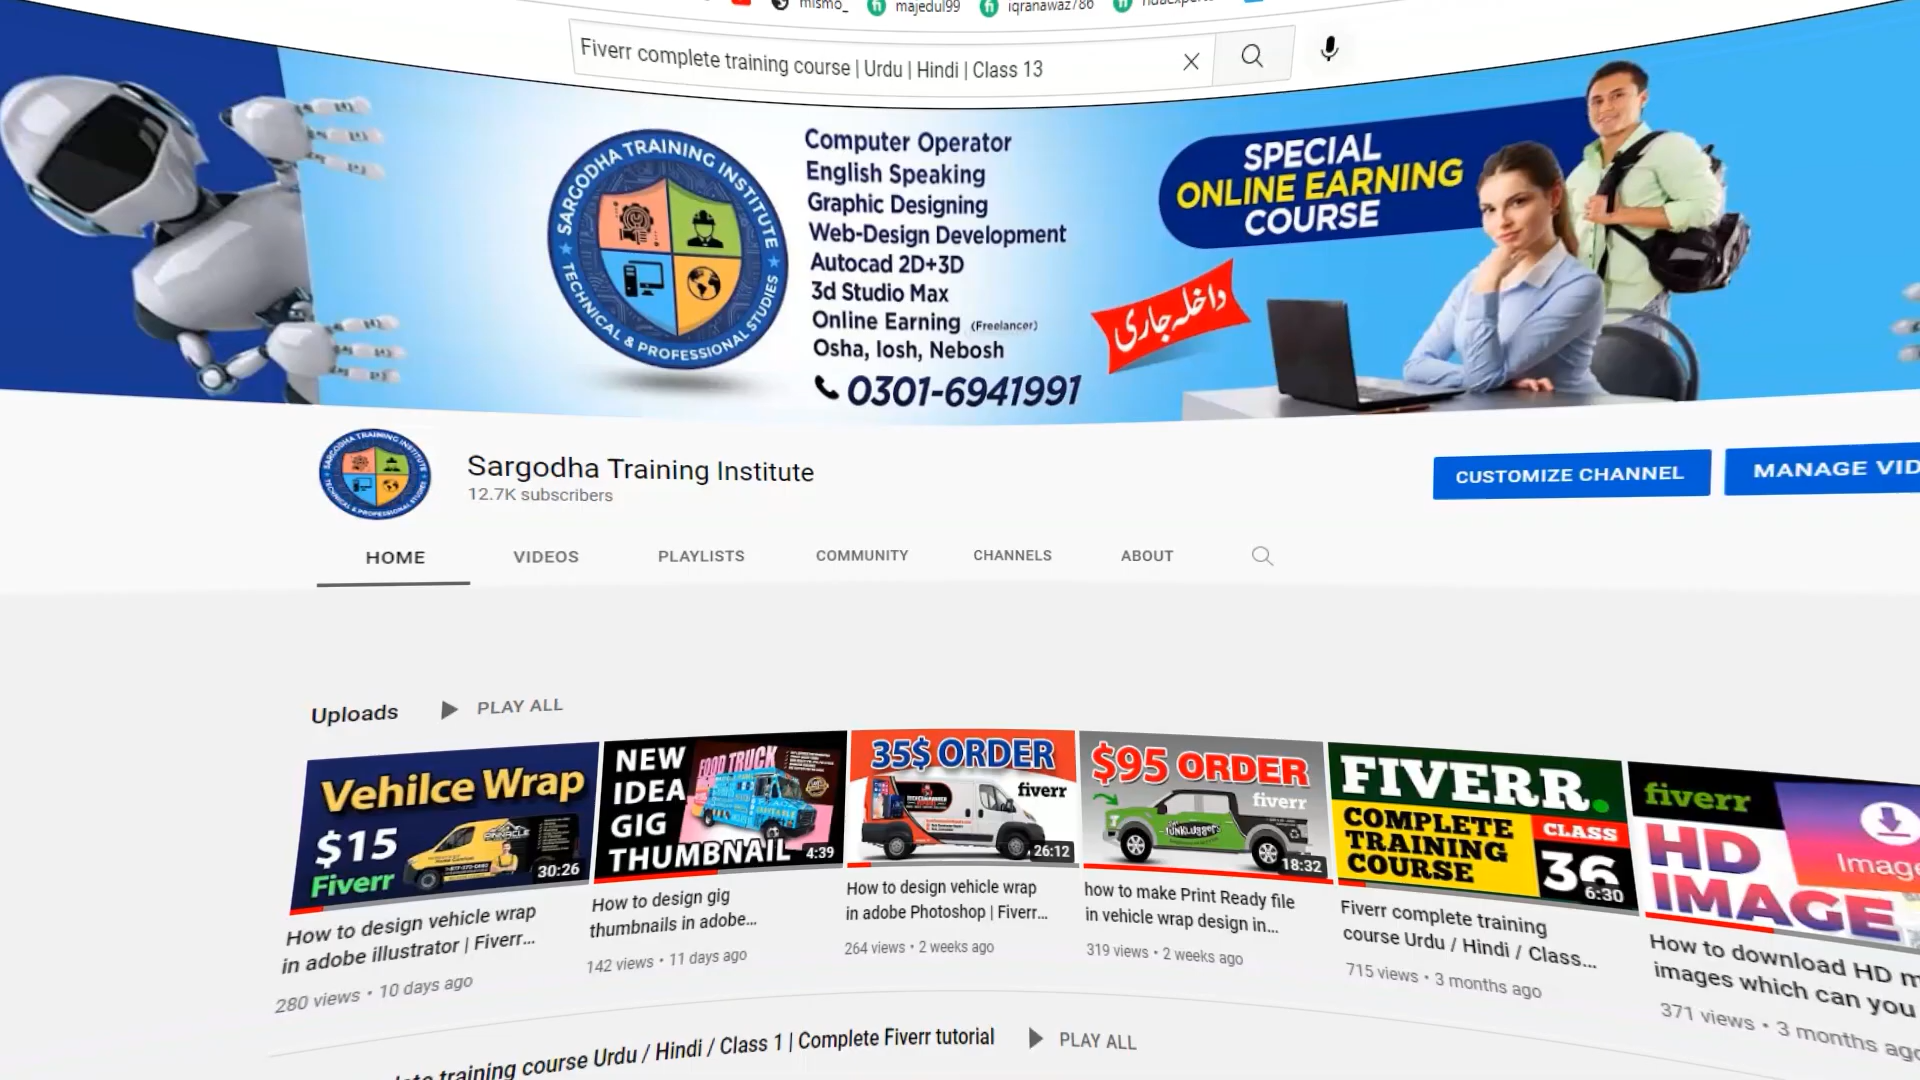 mismo_
majedul99
iqranawaz786
Fiverr complete training course | Urdu | Hindi | Class 13
SARGODHA TRAINING INSTITUTE
TECHNICAL & PROFESSIONAL STUDIES
Computer Operator
English Speaking
Graphic Designing
Web-Design Development
Autocad 2D+3D
3d Studio Max
Online Earning (Freelancer)
Osha, Iosh, Nebosh
0301-6941991
SPECIAL
ONLINE EARNING
COURSE
داخلہ جاری
SARGODHA TRAINING INSTITUTE
TECHNICAL & PROFESSIONAL STUDIES
Sargodha Training Institute
12.7K subscribers
CUSTOMIZE CHANNEL
MANAGE VID
HOME
VIDEOS
PLAYLISTS
COMMUNITY
CHANNELS
ABOUT
Uploads
PLAY ALL
Vehilce Wrap
$15
Fiverr
PINNACLE
30:26
How to design vehicle wrap
in adobe illustrator | Fiverr...
280 views • 10 days ago
NEW
IDEA
GIG
THUMBNAIL
FOOD TRUCK
4:39
How to design gig
thumbnails in adobe...
142 views • 11 days ago
35$ ORDER
fiverr
26:12
How to design vehicle wrap
in adobe Photoshop | Fiverr...
264 views • 2 weeks ago
$95 ORDER
fiverr
18:32
how to make Print Ready file
in vehicle wrap design in...
319 views • 2 weeks ago
FIVERR.
COMPLETE
TRAINING
COURSE
CLASS
36
6:30
Fiverr complete training
course Urdu / Hindi / Class...
715 views • 3 months ago
fiverr
HD
IMAGE
Image
How to download HD
images which can you
371 views • 3 months ago
training course Urdu / Hindi / Class 1 | Complete Fiverr tutorial
PLAY ALL